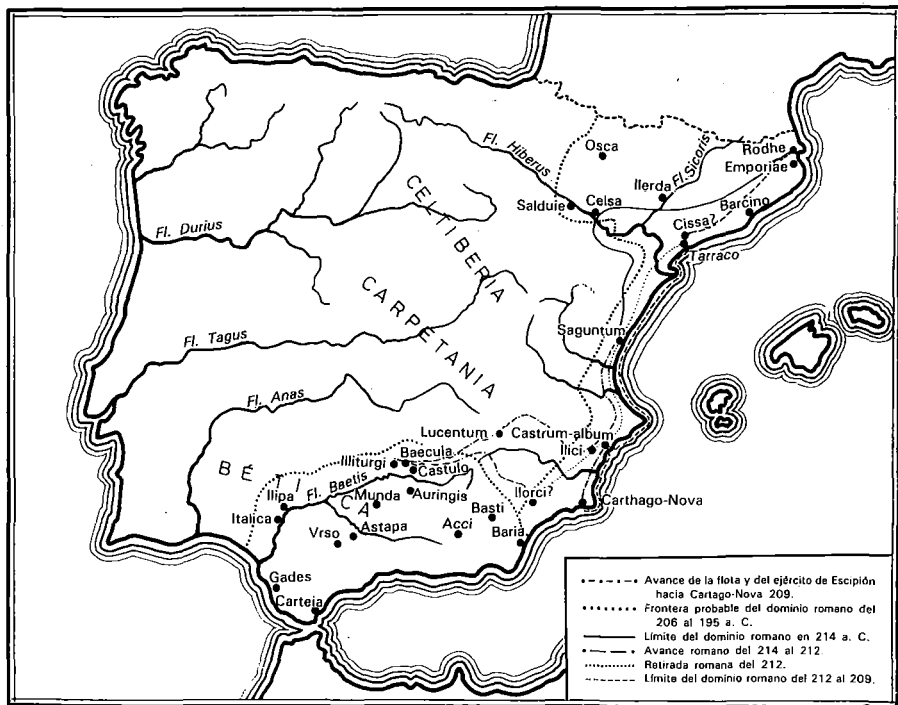 Osca
Rodhe
Emporiae
Fl. Hiberus
Fl. Sicoris
Ilerda
Salduie
Celsa
Barcino
Cissa?
Tarraco
CELTIBERIA
Fl. Durius
CARPETANIA
Saguntum
Fl. Tagus
Fl. Anas
Lucentum
Castrum-album
Ilici
Baecula
Illiturgi
Castulo
BÉTICA
Fl. Baetis
Auringis
Munda
Ilorci?
Carthago-Nova
Ilipa
Italica
Basti
Vrso
Astapa
Acci
Baria
Gades
Carteia
Avance de la flota y del ejército de Escipión
hacia Cartago-Nova 209.
Frontera probable del dominio romano del
206 al 195 a. C.
Límite del dominio romano en 214 a. C.
Avance romano del 214 al 212
Retirada romana del 212.
Límite del dominio romano del 212 al 209.